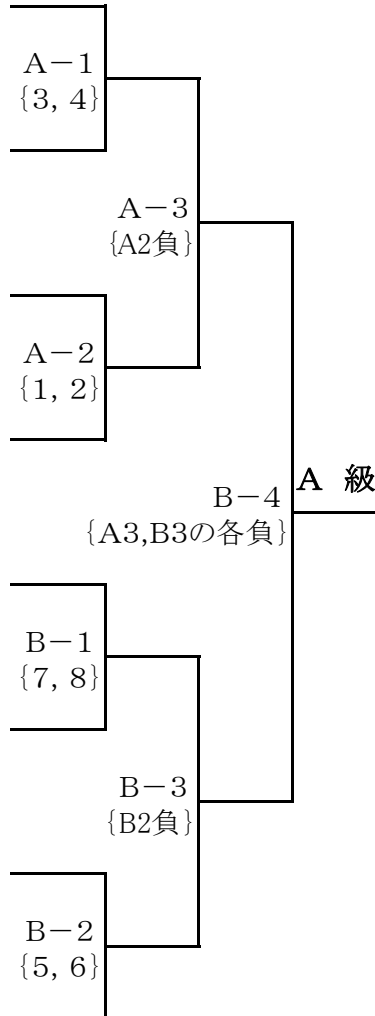 A－1
{3, 4}
A－3
{A2負}
A－2
{1, 2}
A 級
B－4
{A3,B3の各負}
B－1
{7, 8}
B－3
{B2負}
B－2
{5, 6}